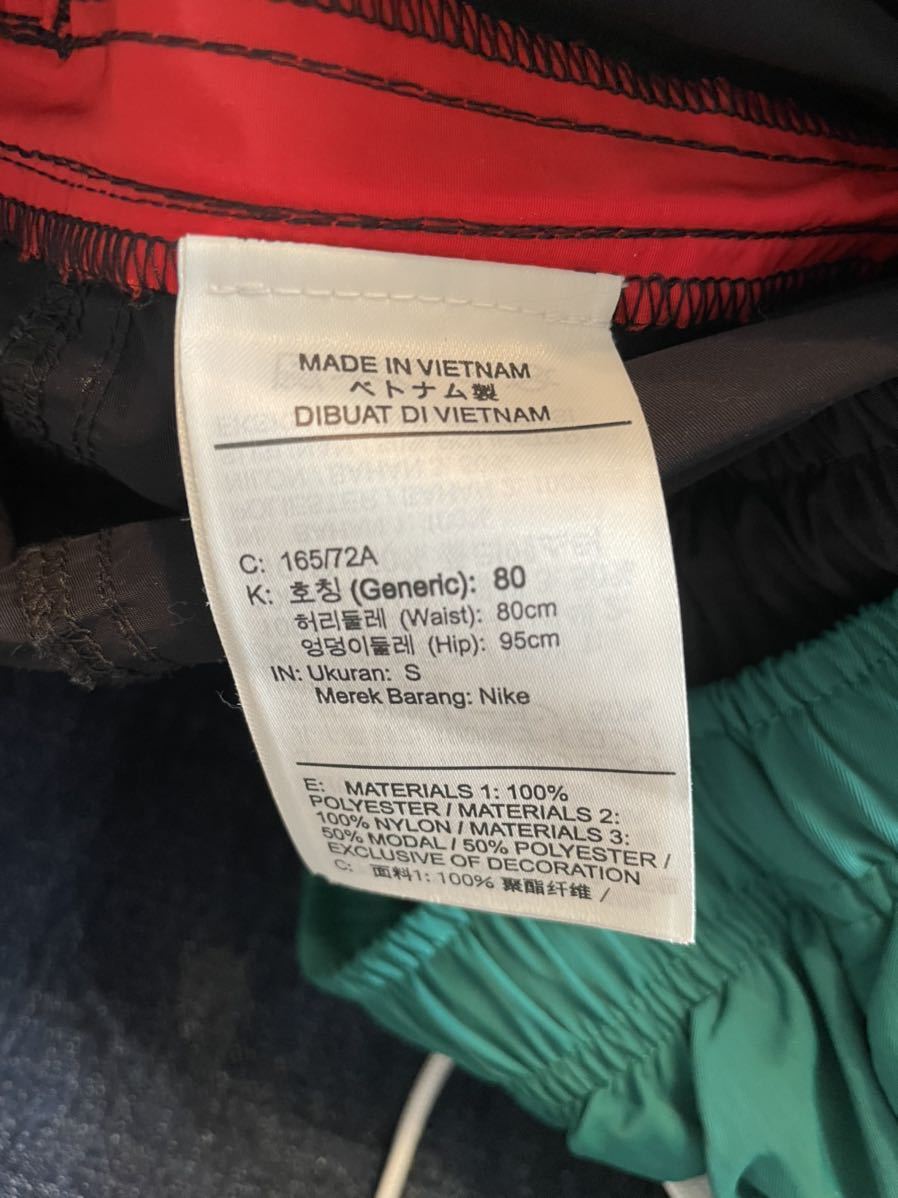 MADE IN VIETNAM
ベトナム製
DIBUAT DI VIETNAM
C: 165/72A
K: 호칭 (Generic): 80
허리둘레 (Waist): 80cm
엉덩이둘레 (Hip): 95cm
IN: Ukuran: S
Merek Barang: Nike
E: MATERIALS 1: 100%
POLYESTER / MATERIALS 2:
100% NYLON / MATERIALS 3:
50% MODAL / 50% POLYESTER /
EXCLUSIVE OF DECORATION
C: 面料1: 100% 聚酯纤维 /